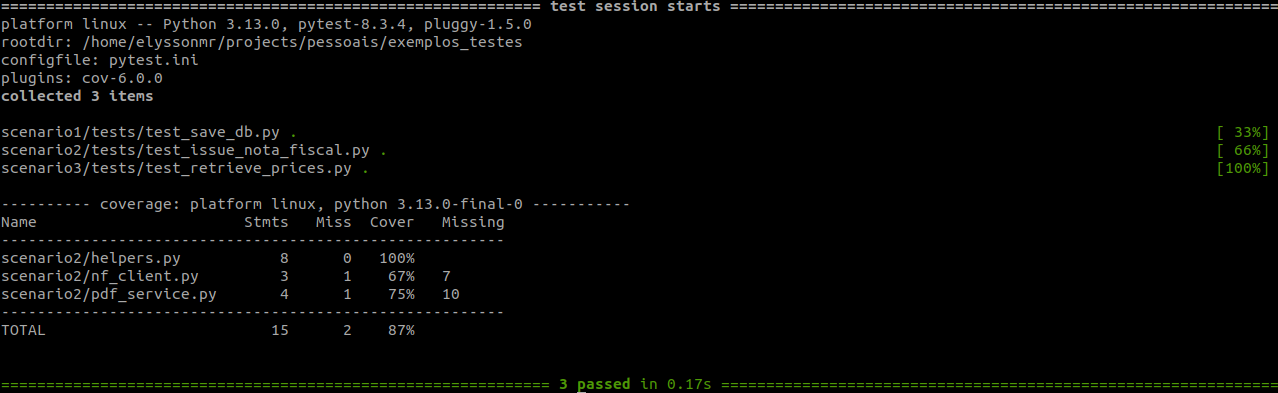 ============================================================ test session starts =============================================================
platform linux -- Python 3.13.0, pytest-8.3.4, pluggy-1.5.0
rootdir: /home/elyssonmr/projects/pessoais/exemplos_testes
configfile: pytest.ini
plugins: cov-6.0.0
collected 3 items
scenario1/tests/test_save_db.py . [ 33%]
scenario2/tests/test_issue_nota_fiscal.py . [ 66%]
scenario3/tests/test_retrieve_prices.py . [100%]
---------- coverage: platform linux, python 3.13.0-final-0 -----------
Name Stmts Miss Cover Missing
--------------------------------------------------------
scenario2/helpers.py 8 0 100%
scenario2/nf_client.py 3 1 67% 7
scenario2/pdf_service.py 4 1 75% 10
--------------------------------------------------------
TOTAL 15 2 87%
============================================================= 3 passed in 0.17s ==============================================================